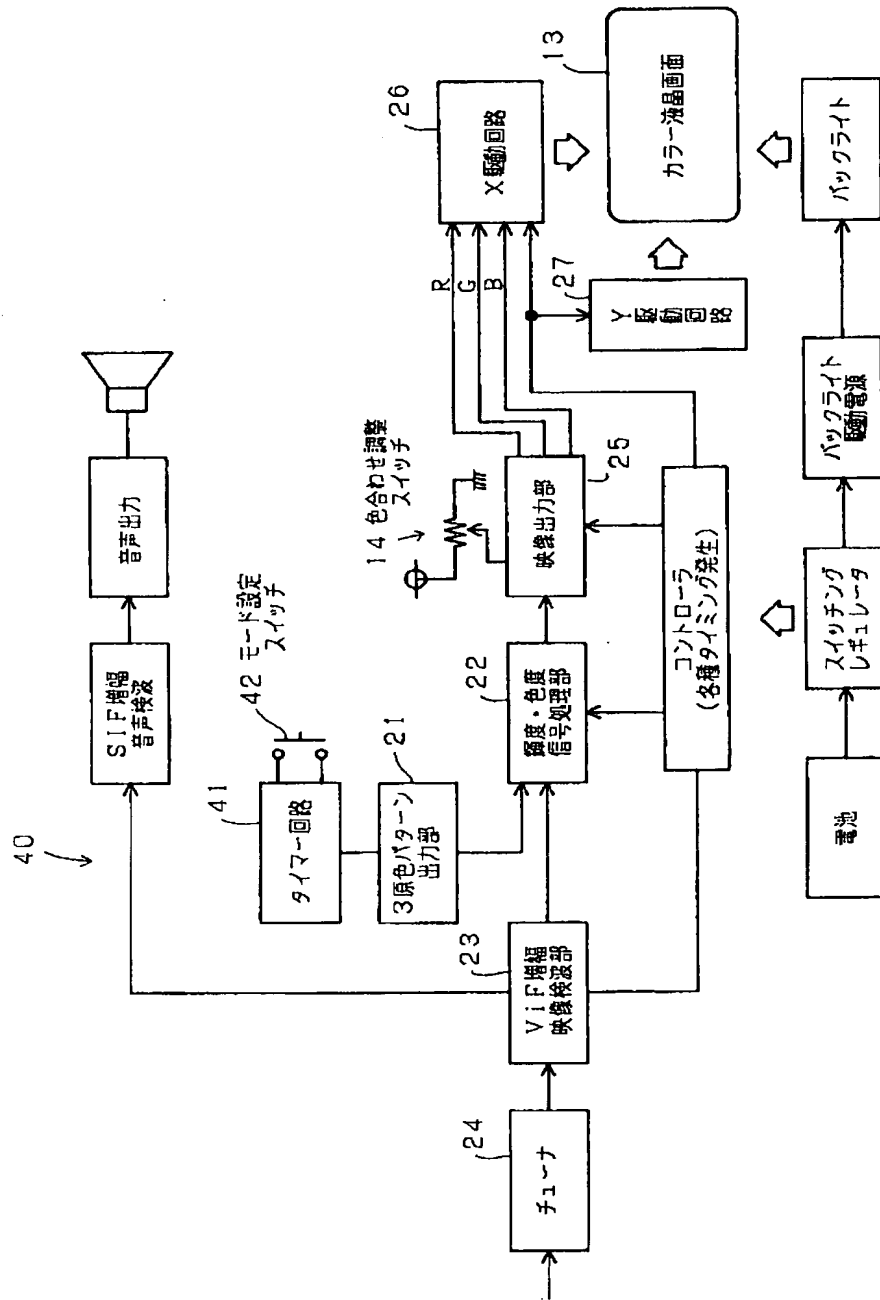 40
SIF増幅
音声検波
音声出力
41
タイマー回路
42 モード設定
スイッチ
21
3原色パターン
出力部
14 色合わせ調整
スイッチ
24
チューナ
23
ViF増幅
映像検波部
22
輝度・色度
信号処理部
映像出力部
25
R
G
B
26
X駆動回路
27
Y駆動回路
13
カラー液晶画面
コントローラ
(各種タイミング発生)
電池
スイッチング
レギュレータ
バックライト
駆動電源
バックライト